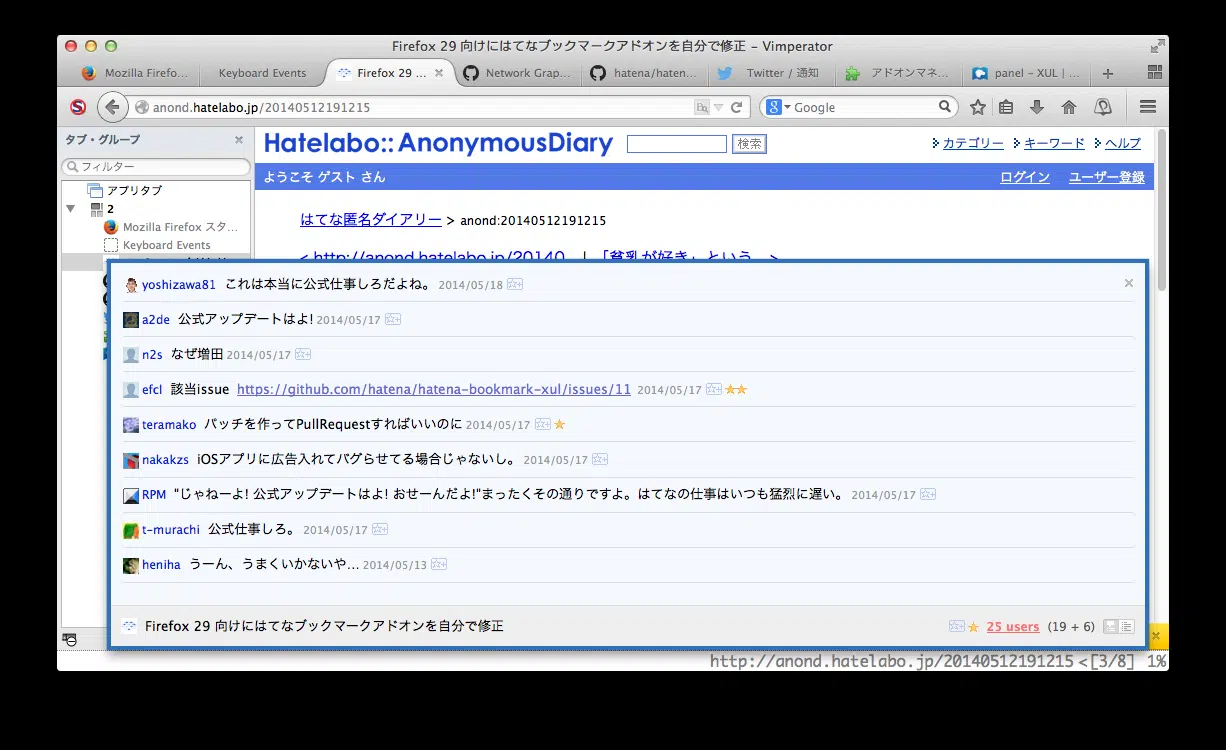 Firefox 29 向けにはてなブックマークアドオンを自分で修正 – Vimperator
Mozilla Firefo... Keyboard Events Firefox 29 ... Network Grap... hatena/haten... Twitter / 通知 アドオンマネ... panel – XUL | ...
anond.hatelabo.jp/20140512191215 Google
タブ・グループ
フィルター
アプリタブ
2
Mozilla Firefox スタ...
Keyboard Events
Hatelabo::AnonymousDiary 検索 カテゴリー キーワード ヘルプ
ようこそ ゲスト さん ログイン ユーザー登録
はてな匿名ダイアリー > anond:20140512191215
< http://anond.hatelabo.jp/20140... | 「貧乳が好き」という... >
yoshizawa81 これは本当に公式仕事しろだよね。 2014/05/18
a2de 公式アップデートはよ! 2014/05/17
n2s なぜ増田 2014/05/17
efcl 該当issue https://github.com/hatena/hatena-bookmark-xul/issues/11 2014/05/17
teramako パッチを作ってPullRequestすればいいのに 2014/05/17
nakakzs iOSアプリに広告入れてバグらせてる場合じゃないし。 2014/05/17
RPM "じゃねーよ! 公式アップデートはよ! おせーんだよ!"まったくその通りですよ。はてなの仕事はいつも猛烈に遅い。 2014/05/17
t-murachi 公式仕事しろ。 2014/05/17
heniha うーん、うまくいかないや... 2014/05/13
Firefox 29 向けにはてなブックマークアドオンを自分で修正 25 users (19 + 6)
http://anond.hatelabo.jp/20140512191215 <[3/8] 1%